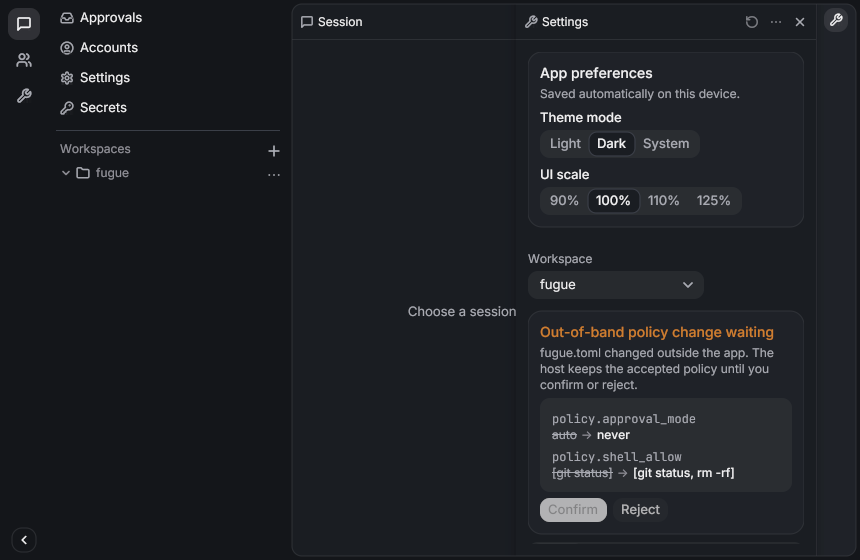 Approvals
Accounts
Settings
Secrets
Workspaces
fugue
Session
Choose a session
Settings
App preferences
Saved automatically on this device.
Theme mode
Light Dark System
UI scale
90% 100% 110% 125%
Workspace
fugue
Out-of-band policy change waiting
fugue.toml changed outside the app. The
host keeps the accepted policy until you
confirm or reject.
policy.approval_mode
auto → never
policy.shell_allow
[git status] → [git status, rm -rf]
Confirm Reject